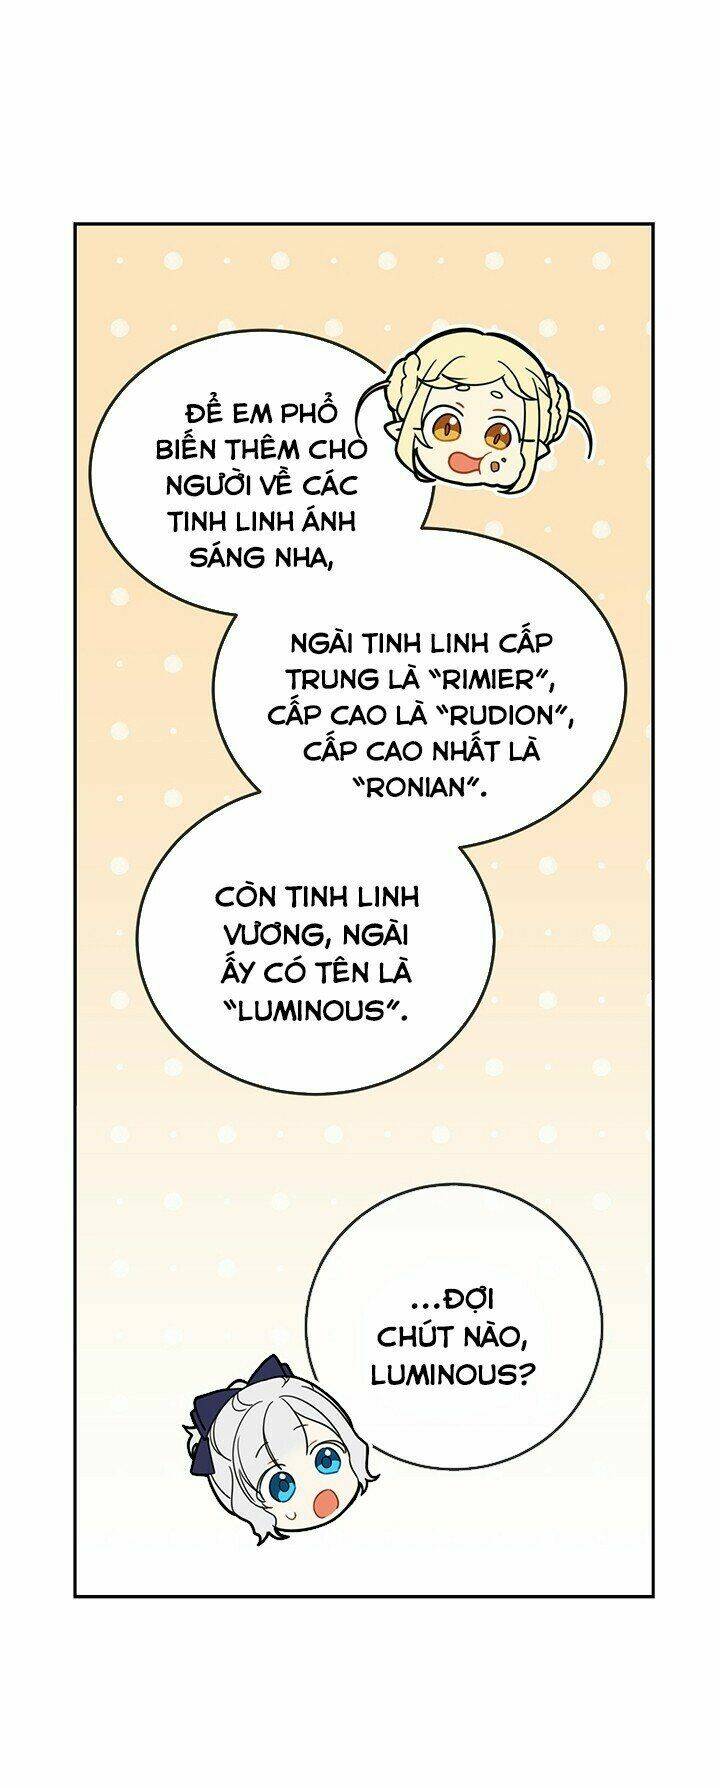 ĐỂ EM PHỔ
BIẾN THÊM CHO
NGƯỜI VỀ CÁC
TINH LINH ÁNH
SÁNG NHA,
NGÀI TINH LINH CẤP
TRUNG LÀ "RIMIER",
CẤP CAO LÀ "RUDION",
CẤP CAO NHẤT LÀ
"RONIAN".
CÒN TINH LINH
VƯƠNG, NGÀI
ẤY CÓ TÊN LÀ
"LUMINOUS".
...ĐỢI
CHÚT NÀO,
LUMINOUS?